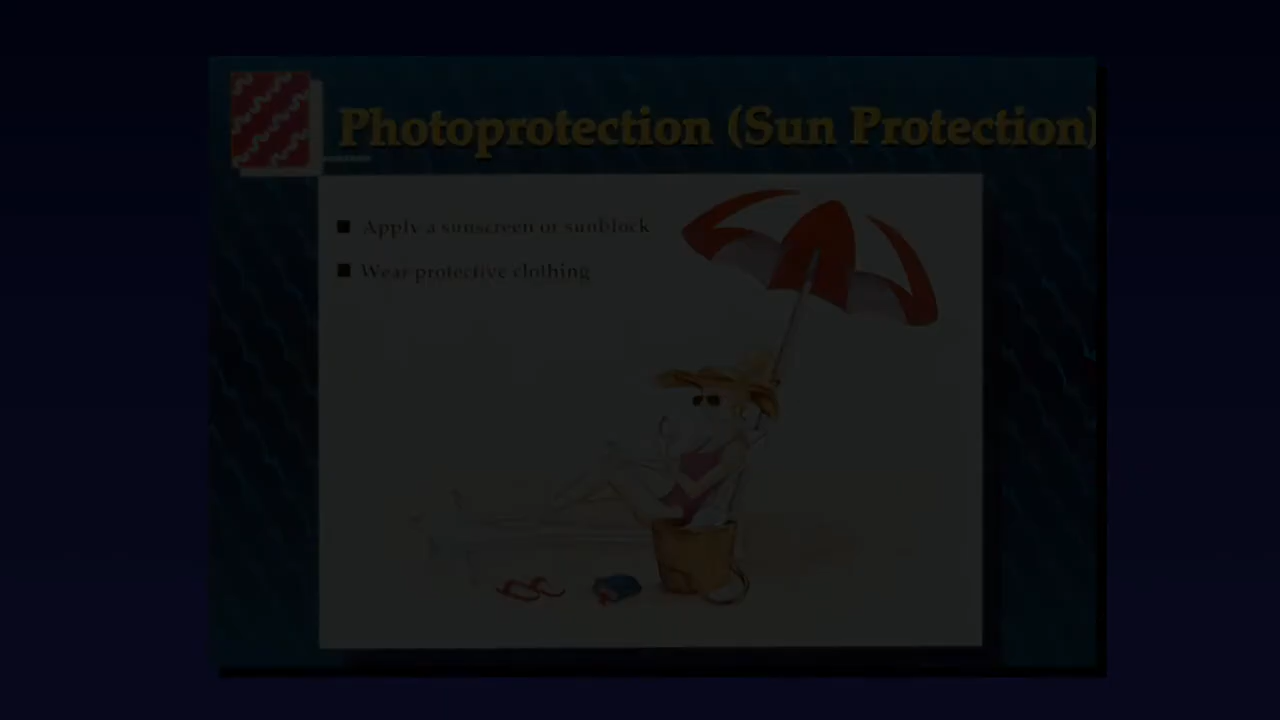 Photoprotection (Sun Protection)
Apply a sunscreen or sunblock
Wear protective clothing